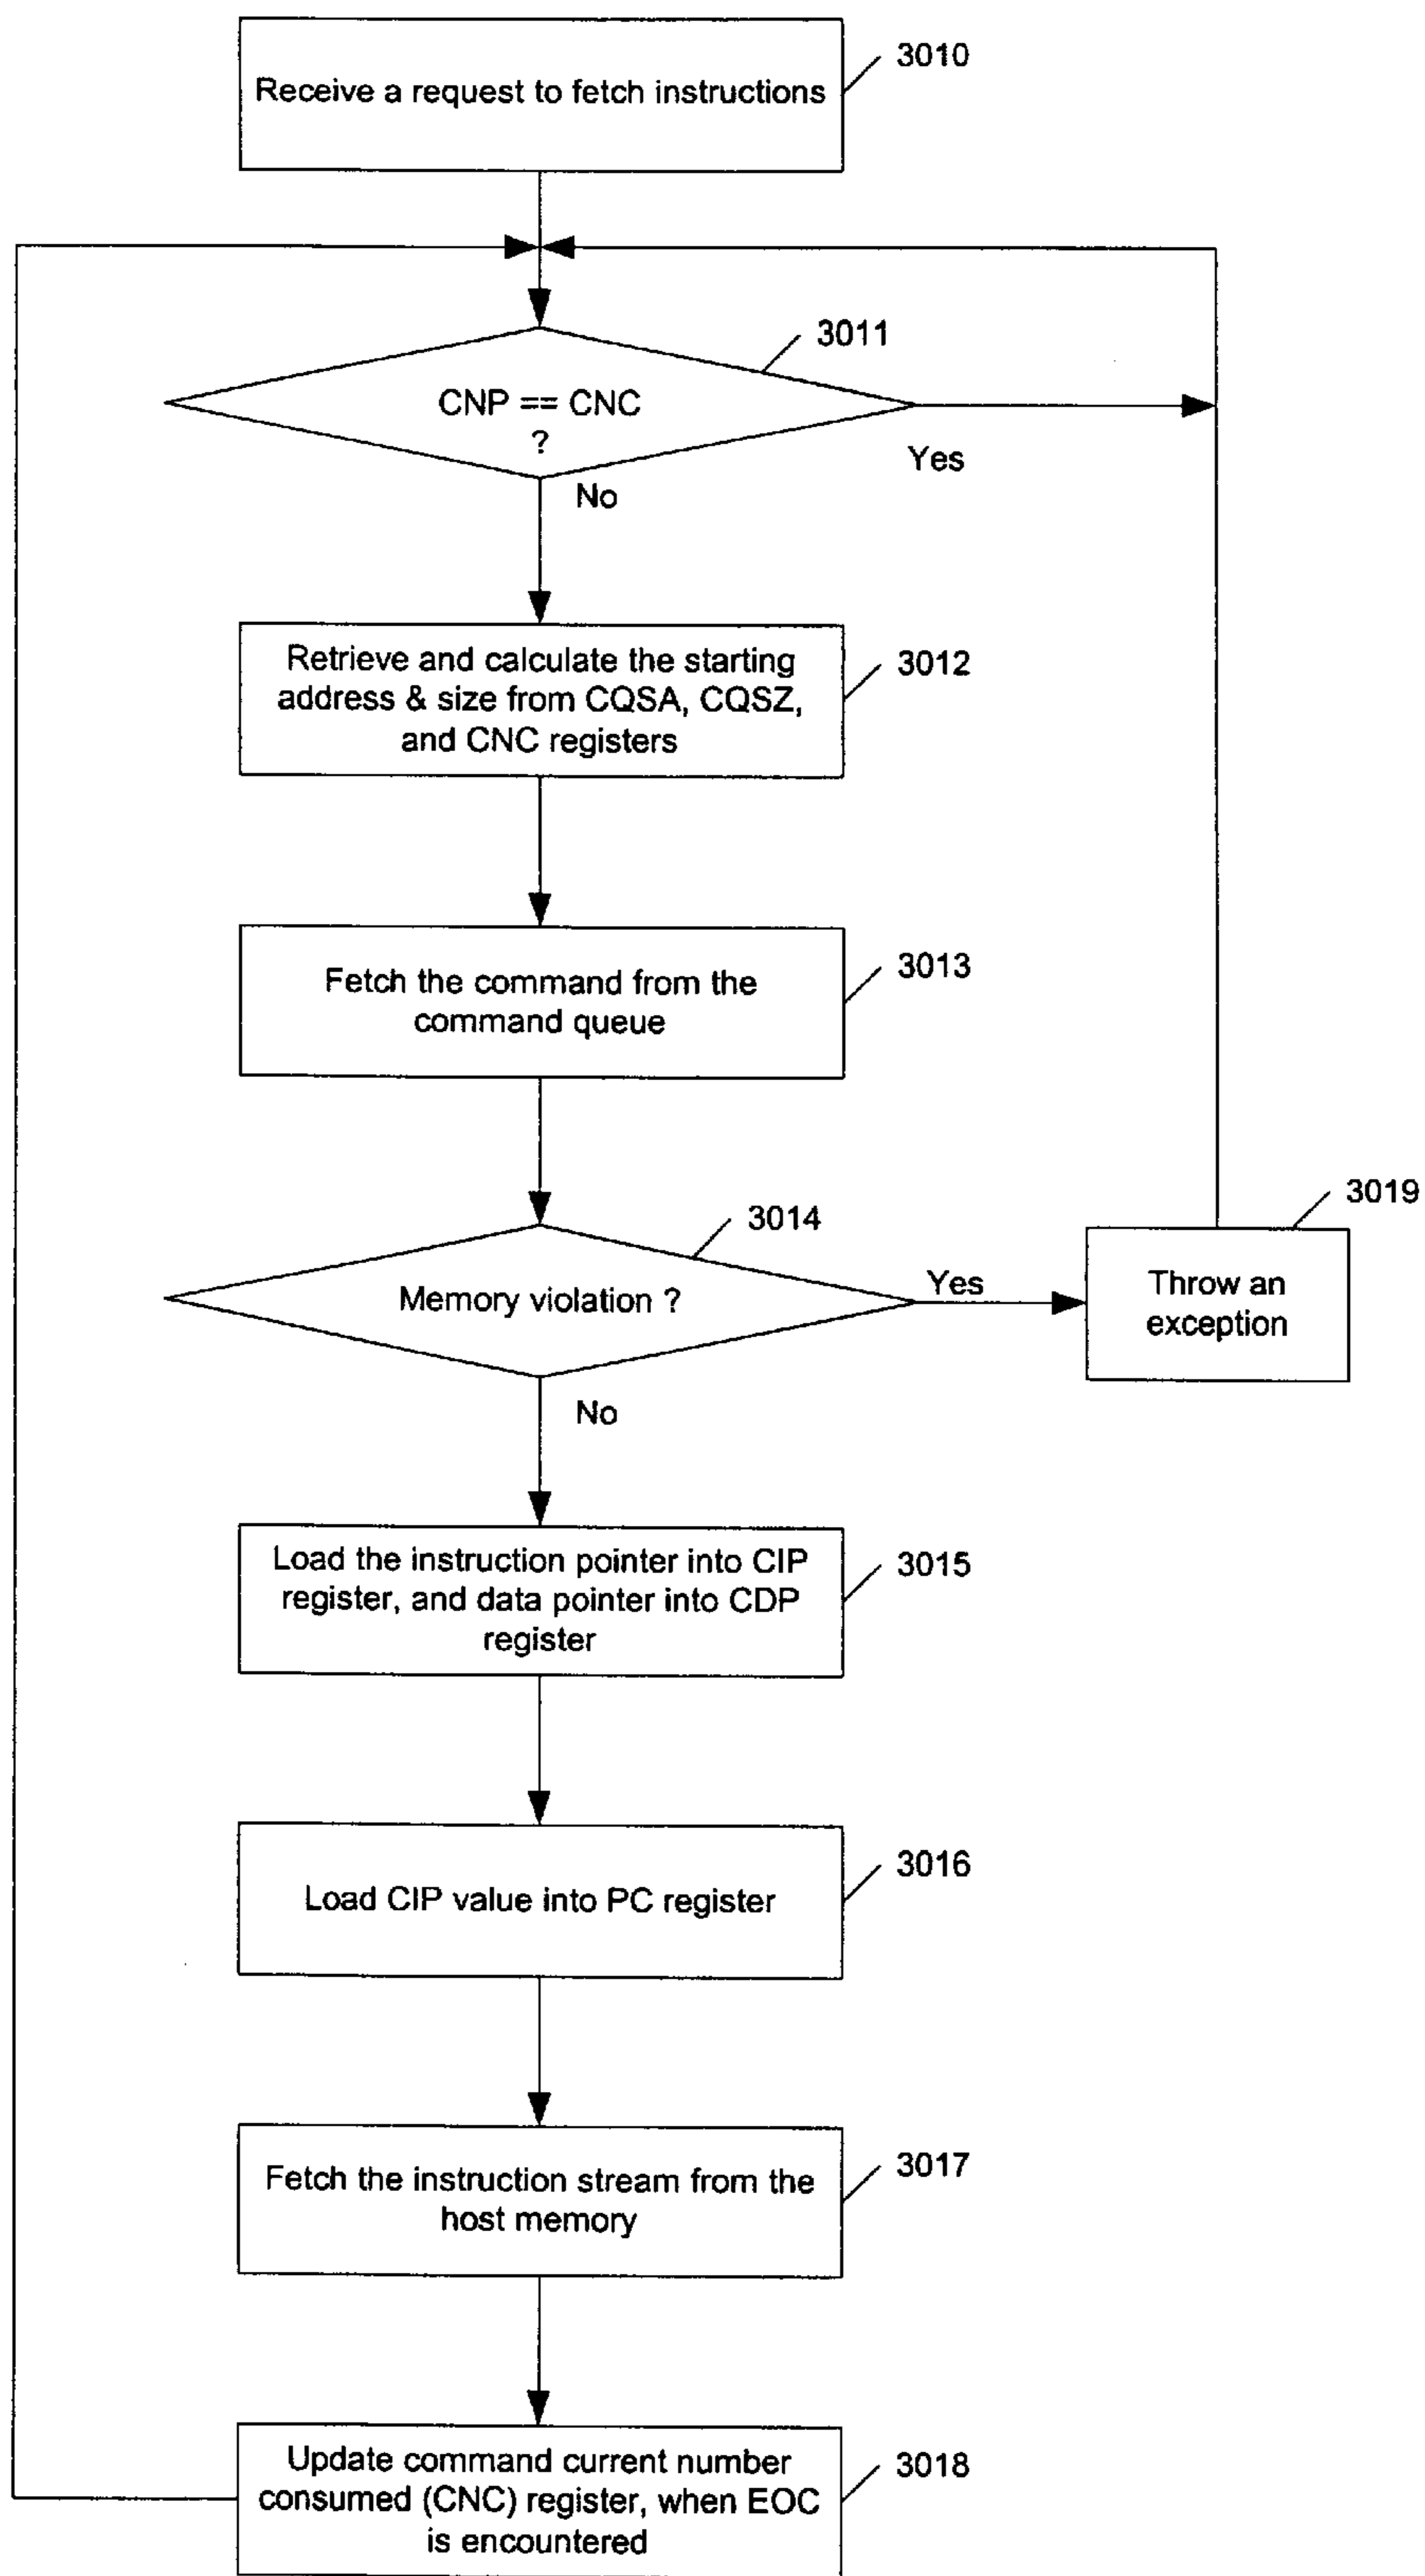 Receive a request to fetch instructions
3010
3011
CNP == CNC
?
Yes
No
Retrieve and calculate the starting
address & size from CQSA, CQSZ,
and CNC registers
3012
Fetch the command from the
command queue
3013
3014
Memory violation ?
Yes
No
3019
Throw an
exception
Load the instruction pointer into CIP
register, and data pointer into CDP
register
3015
Load CIP value into PC register
3016
Fetch the instruction stream from the
host memory
3017
Update command current number
consumed (CNC) register, when EOC
is encountered
3018